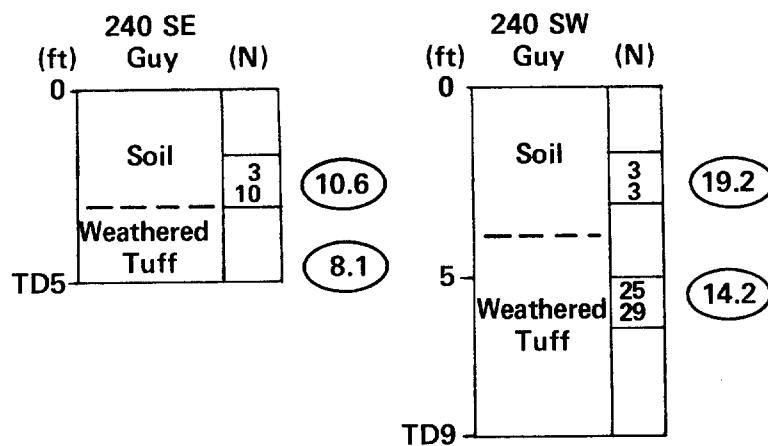 240 SE
(ft) Guy (N)
0
Soil
3
10
10.6
Weathered
Tuff
8.1
TD5
240 SW
(ft) Guy (N)
0
Soil
3
3
19.2
5
25
29
14.2
Weathered
Tuff
TD9